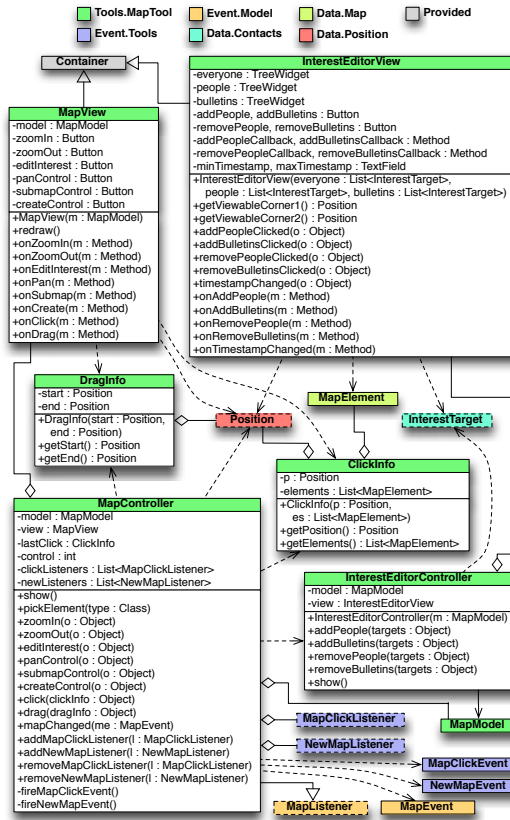 Tools.MapTool Event.Model Data.Map Provided
Event.Tools Data.Contacts Data.Position
Container
InterestEditorView
-everyone : TreeWidget
-people : TreeWidget
-bulletins : TreeWidget
-addPeople, addBulletins : Button
-removePeople, removeBulletins : Button
-addPeopleCallback, addBulletinsCallback : Method
-removePeopleCallback, removeBulletinsCallback : Method
-minTimestamp, maxTimestamp : TextField
+InterestEditorView(everyone : List<InterestTarget>,
people : List<InterestTarget>, bulletins : List<InterestTarget>)
+getViewableCorner1() : Position
+getViewableCorner2() : Position
+addPeopleClicked(o : Object)
+addBulletinsClicked(o : Object)
+removePeopleClicked(o : Object)
+removeBulletinsClicked(o : Object)
+timestampChanged(o : Object)
+onAddPeople(m : Method)
+onAddBulletins(m : Method)
+onRemovePeople(m : Method)
+onRemoveBulletins(m : Method)
+onTimestampChanged(m : Method)
MapView
-model : MapModel
-zoomIn : Button
-zoomOut : Button
-editInterest : Button
-panControl : Button
-submapControl : Button
-createControl : Button
+MapView(m : MapModel)
+redraw()
+onZoomIn(m : Method)
+onZoomOut(m : Method)
+onEditInterest(m : Method)
+onPan(m : Method)
+onSubmap(m : Method)
+onCreate(m : Method)
+onClick(m : Method)
+onDrag(m : Method)
DragInfo
-start : Position
-end : Position
+DragInfo(start : Position,
end : Position)
+getStart() : Position
+getEnd() : Position
Position
MapElement
InterestTarget
ClickInfo
-p : Position
-elements : List<MapElement>
+ClickInfo(p : Position,
es : List<MapElement>)
+getPosition() : Position
+getElements() : List<MapElement>
MapController
-model : MapModel
-view : MapView
-lastClick : ClickInfo
-control : int
-clickListeners : List<MapClickListener>
-newListeners : List<NewMapListener>
+show()
+pickElement(type : Class)
+zoomIn(o : Object)
+zoomOut(o : Object)
+editInterest(o : Object)
+panControl(o : Object)
+submapControl(o : Object)
+createControl(o : Object)
+click(clickInfo : Object)
+drag(dragInfo : Object)
+mapChanged(me : MapEvent)
+addMapClickListener(l : MapClickListener)
+addNewMapListener(l : NewMapListener)
+removeMapClickListener(l : MapClickListener)
+removeNewMapListener(l : NewMapListener)
-fireMapClickEvent()
-fireNewMapEvent()
InterestEditorController
-model : MapModel
-view : InterestEditorView
+InterestEditorController(m : MapModel)
+addPeople(targets : Object)
+addBulletins(targets : Object)
+removePeople(targets : Object)
+removeBulletins(targets : Object)
+show()
MapClickListener
MapModel
NewMapListener
MapClickEvent
NewMapEvent
MapListener
MapEvent